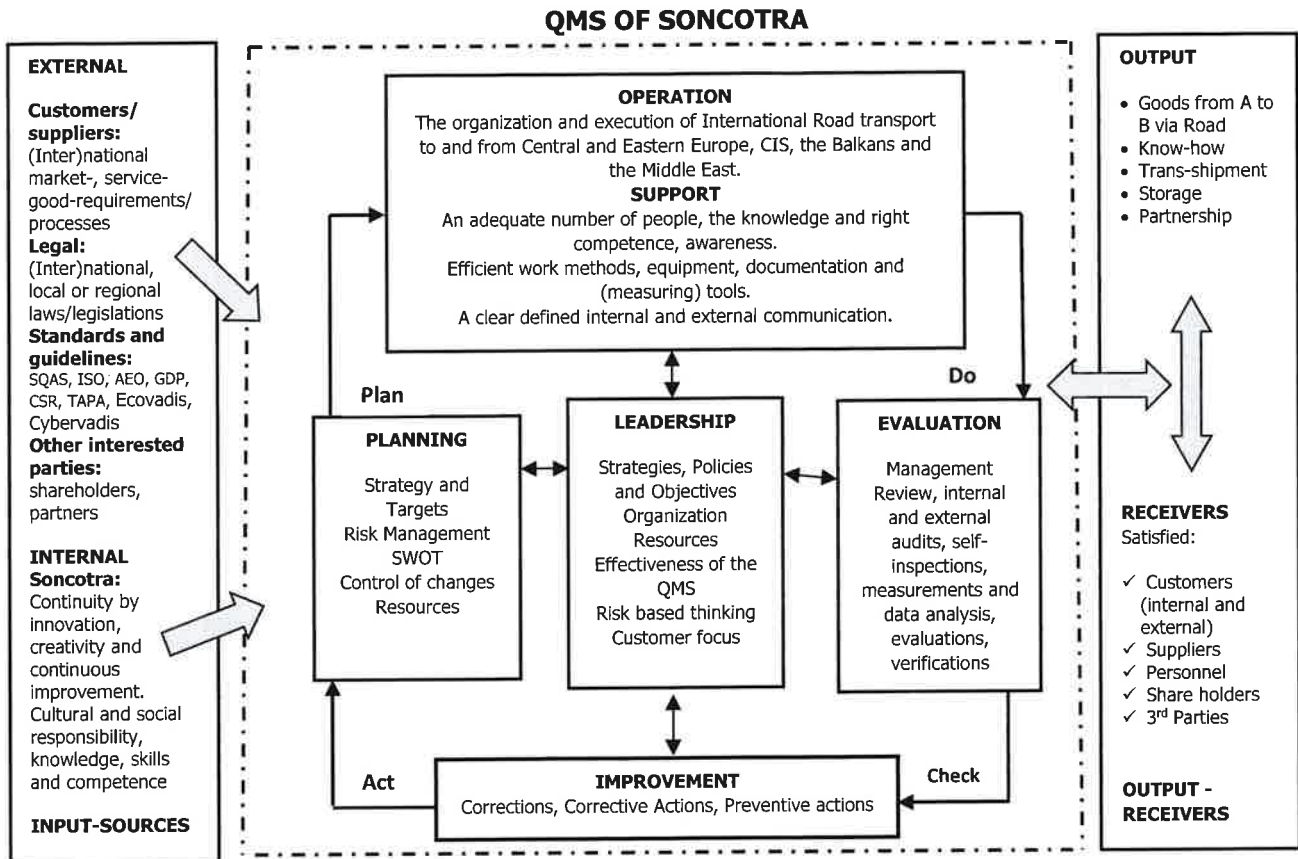 QMS OF SONCOTRA
EXTERNAL
Customers/
suppliers:
(Inter)national
market-, service-
good-requirements/
processes
Legal:
(Inter)national,
local or regional
laws/legislations
Standards and
guidelines:
SQAS, ISO, AEO, GDP,
CSR, TAPA, Ecovadis,
Cybervadis
Other interested
parties:
shareholders,
partners
INTERNAL
Soncotra:
Continuity by
innovation,
creativity and
continuous
improvement.
Cultural and social
responsibility,
knowledge, skills
and competence
INPUT-SOURCES
OPERATION
The organization and execution of International Road transport
to and from Central and Eastern Europe, CIS, the Balkans and
the Middle East.
SUPPORT
An adequate number of people, the knowledge and right
competence, awareness.
Efficient work methods, equipment, documentation and
(measuring) tools.
A clear defined internal and external communication.
Plan
Do
PLANNING
Strategy and
Targets
Risk Management
SWOT
Control of changes
Resources
LEADERSHIP
Strategies, Policies
and Objectives
Organization
Resources
Effectiveness of the
QMS
Risk based thinking
Customer focus
EVALUATION
Management
Review, internal
and external
audits, self-
inspections,
measurements and
data analysis,
evaluations,
verifications
Act
Check
IMPROVEMENT
Corrections, Corrective Actions, Preventive actions
OUTPUT
• Goods from A to
B via Road
• Know-how
• Trans-shipment
• Storage
• Partnership
RECEIVERS
Satisfied:
✓ Customers
(internal and
external)
✓ Suppliers
✓ Personnel
✓ Share holders
✓ 3rd Parties
OUTPUT -
RECEIVERS